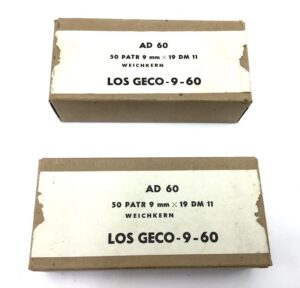 AD 60
50 PATR 9 mm × 19 DM 11
WEICHKERN
LOS GECO-9-60
AD 60
50 PATR 9 mm × 19 DM 11
WEICHKERN
LOS GECO-9-60